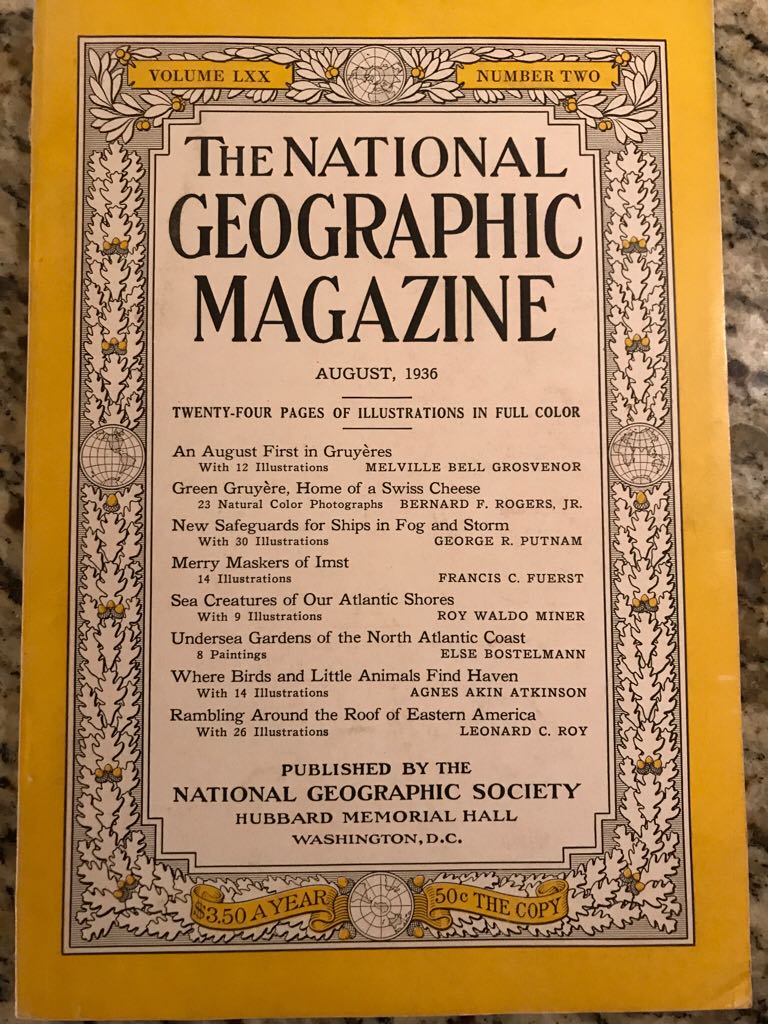 VOLUME LXX NUMBER TWO
THE NATIONAL
GEOGRAPHIC
MAGAZINE
AUGUST, 1936
TWENTY-FOUR PAGES OF ILLUSTRATIONS IN FULL COLOR
An August First in Gruyères
With 12 Illustrations MELVILLE BELL GROSVENOR
Green Gruyère, Home of a Swiss Cheese
23 Natural Color Photographs BERNARD F. ROGERS, JR.
New Safeguards for Ships in Fog and Storm
With 30 Illustrations GEORGE R. PUTNAM
Merry Maskers of Imst
14 Illustrations FRANCIS C. FUERST
Sea Creatures of Our Atlantic Shores
With 9 Illustrations ROY WALDO MINER
Undersea Gardens of the North Atlantic Coast
8 Paintings ELSE BOSTELMANN
Where Birds and Little Animals Find Haven
With 14 Illustrations AGNES AKIN ATKINSON
Rambling Around the Roof of Eastern America
With 26 Illustrations LEONARD C. ROY
PUBLISHED BY THE
NATIONAL GEOGRAPHIC SOCIETY
HUBBARD MEMORIAL HALL
WASHINGTON, D.C.
$3.50 A YEAR 50c THE COPY